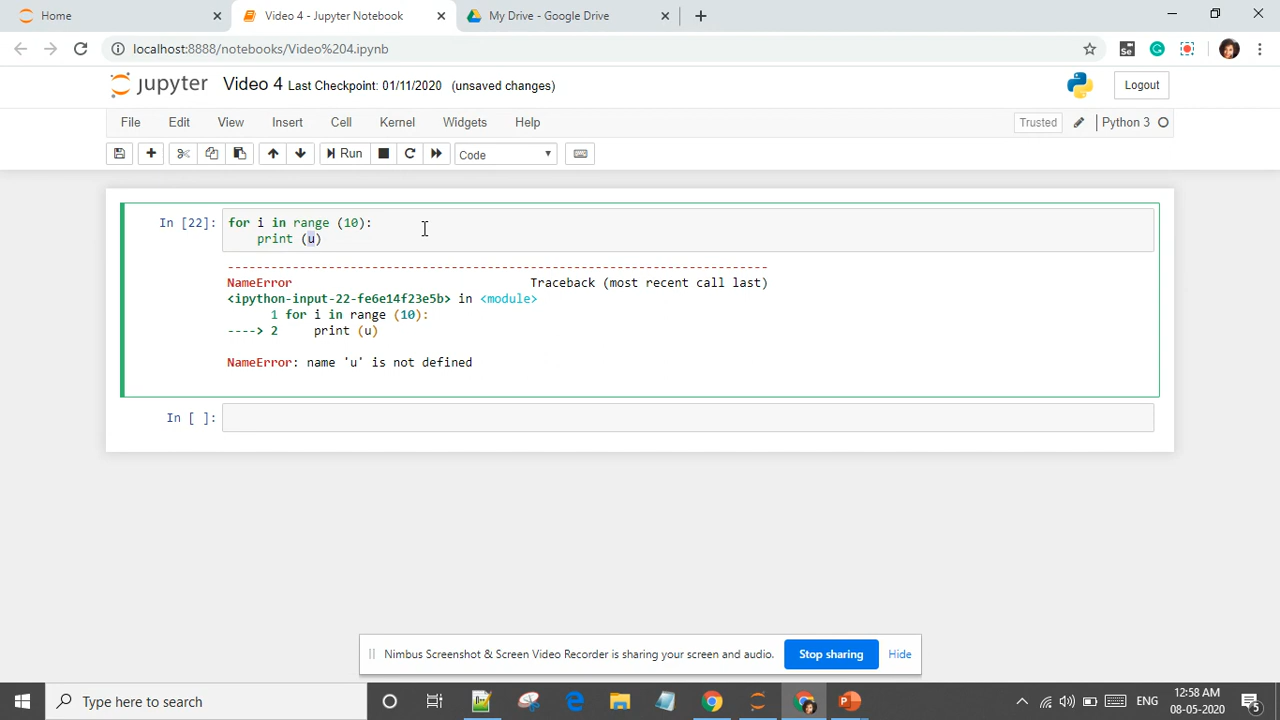 Home
Video 4 - Jupyter Notebook
My Drive - Google Drive
localhost:8888/notebooks/Video%204.ipynb
jupyter Video 4 Last Checkpoint: 01/11/2020 (unsaved changes) Logout
File Edit View Insert Cell Kernel Widgets Help Trusted Python 3
Run Code
In [22]: for i in range (10):
print (u)
---------------------------------------------------------------------------
NameError Traceback (most recent call last)
<ipython-input-22-fe6e14f23e5b> in <module>
1 for i in range (10):
----> 2 print (u)
NameError: name 'u' is not defined
In [ ]:
Nimbus Screenshot & Screen Video Recorder is sharing your screen and audio. Stop sharing Hide
Type here to search
ENG
12:58 AM
08-05-2020
5